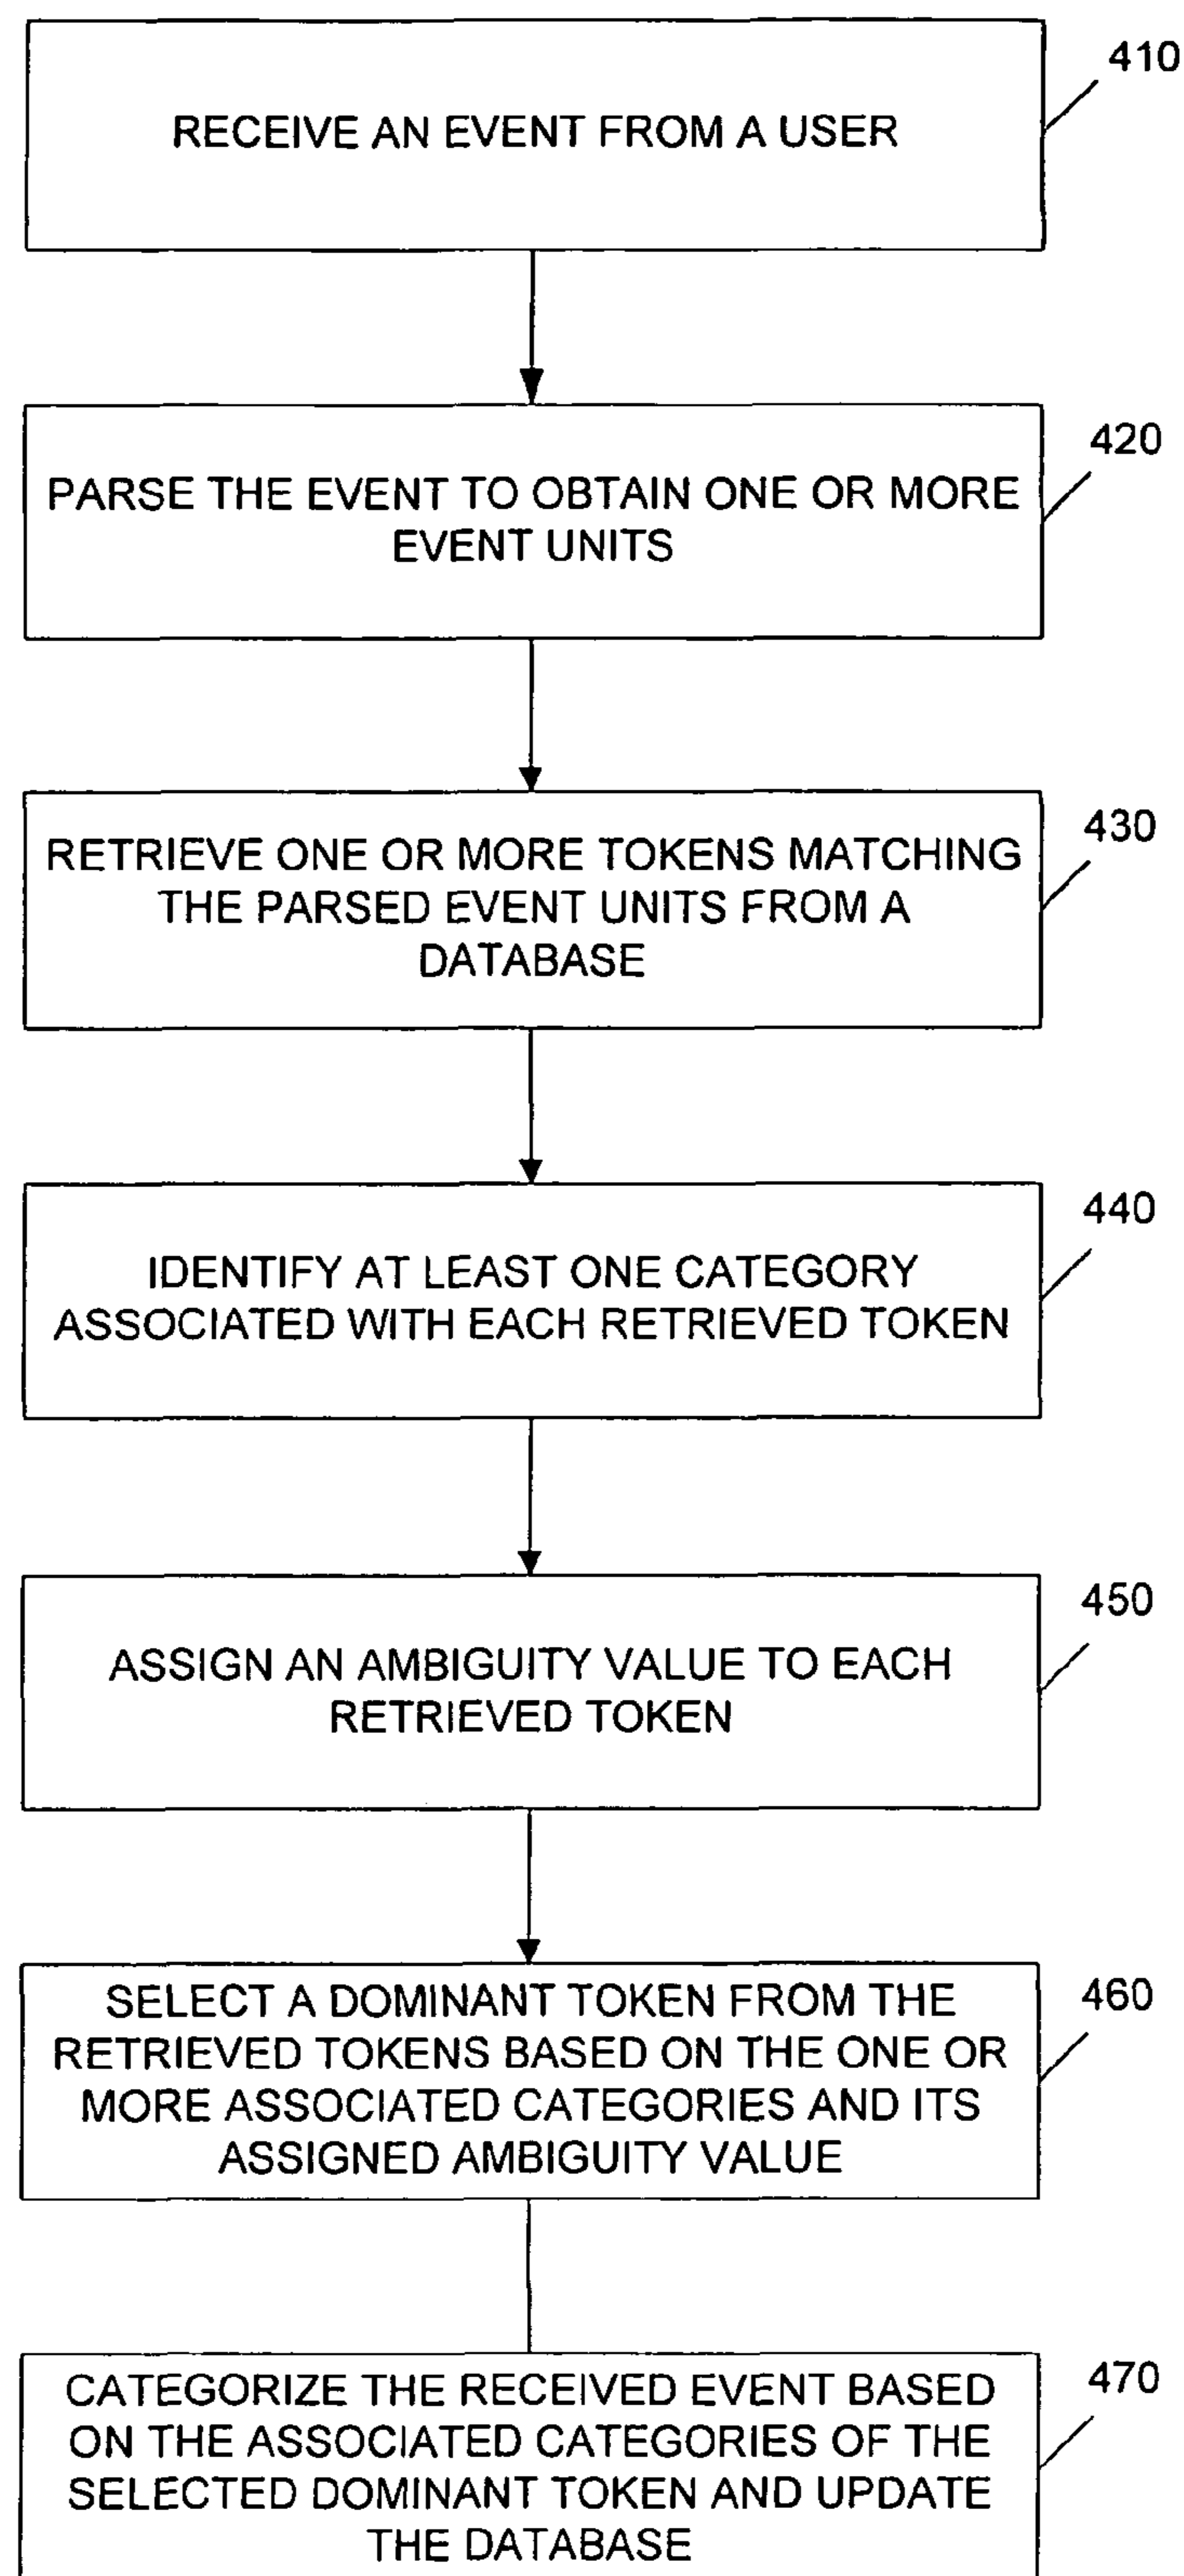 410
RECEIVE AN EVENT FROM A USER
420
PARSE THE EVENT TO OBTAIN ONE OR MORE
EVENT UNITS
430
RETRIEVE ONE OR MORE TOKENS MATCHING
THE PARSED EVENT UNITS FROM A
DATABASE
440
IDENTIFY AT LEAST ONE CATEGORY
ASSOCIATED WITH EACH RETRIEVED TOKEN
450
ASSIGN AN AMBIGUITY VALUE TO EACH
RETRIEVED TOKEN
460
SELECT A DOMINANT TOKEN FROM THE
RETRIEVED TOKENS BASED ON THE ONE OR
MORE ASSOCIATED CATEGORIES AND ITS
ASSIGNED AMBIGUITY VALUE
470
CATEGORIZE THE RECEIVED EVENT BASED
ON THE ASSOCIATED CATEGORIES OF THE
SELECTED DOMINANT TOKEN AND UPDATE
THE DATABASE